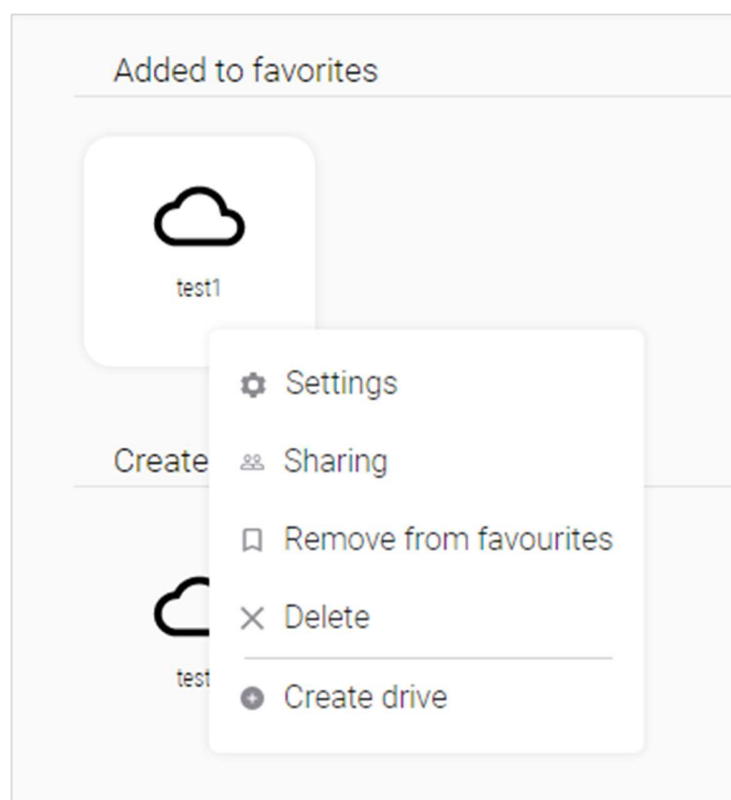 Added to favorites
test1
Settings
Create
Sharing
Remove from favourites
Delete
test
Create drive